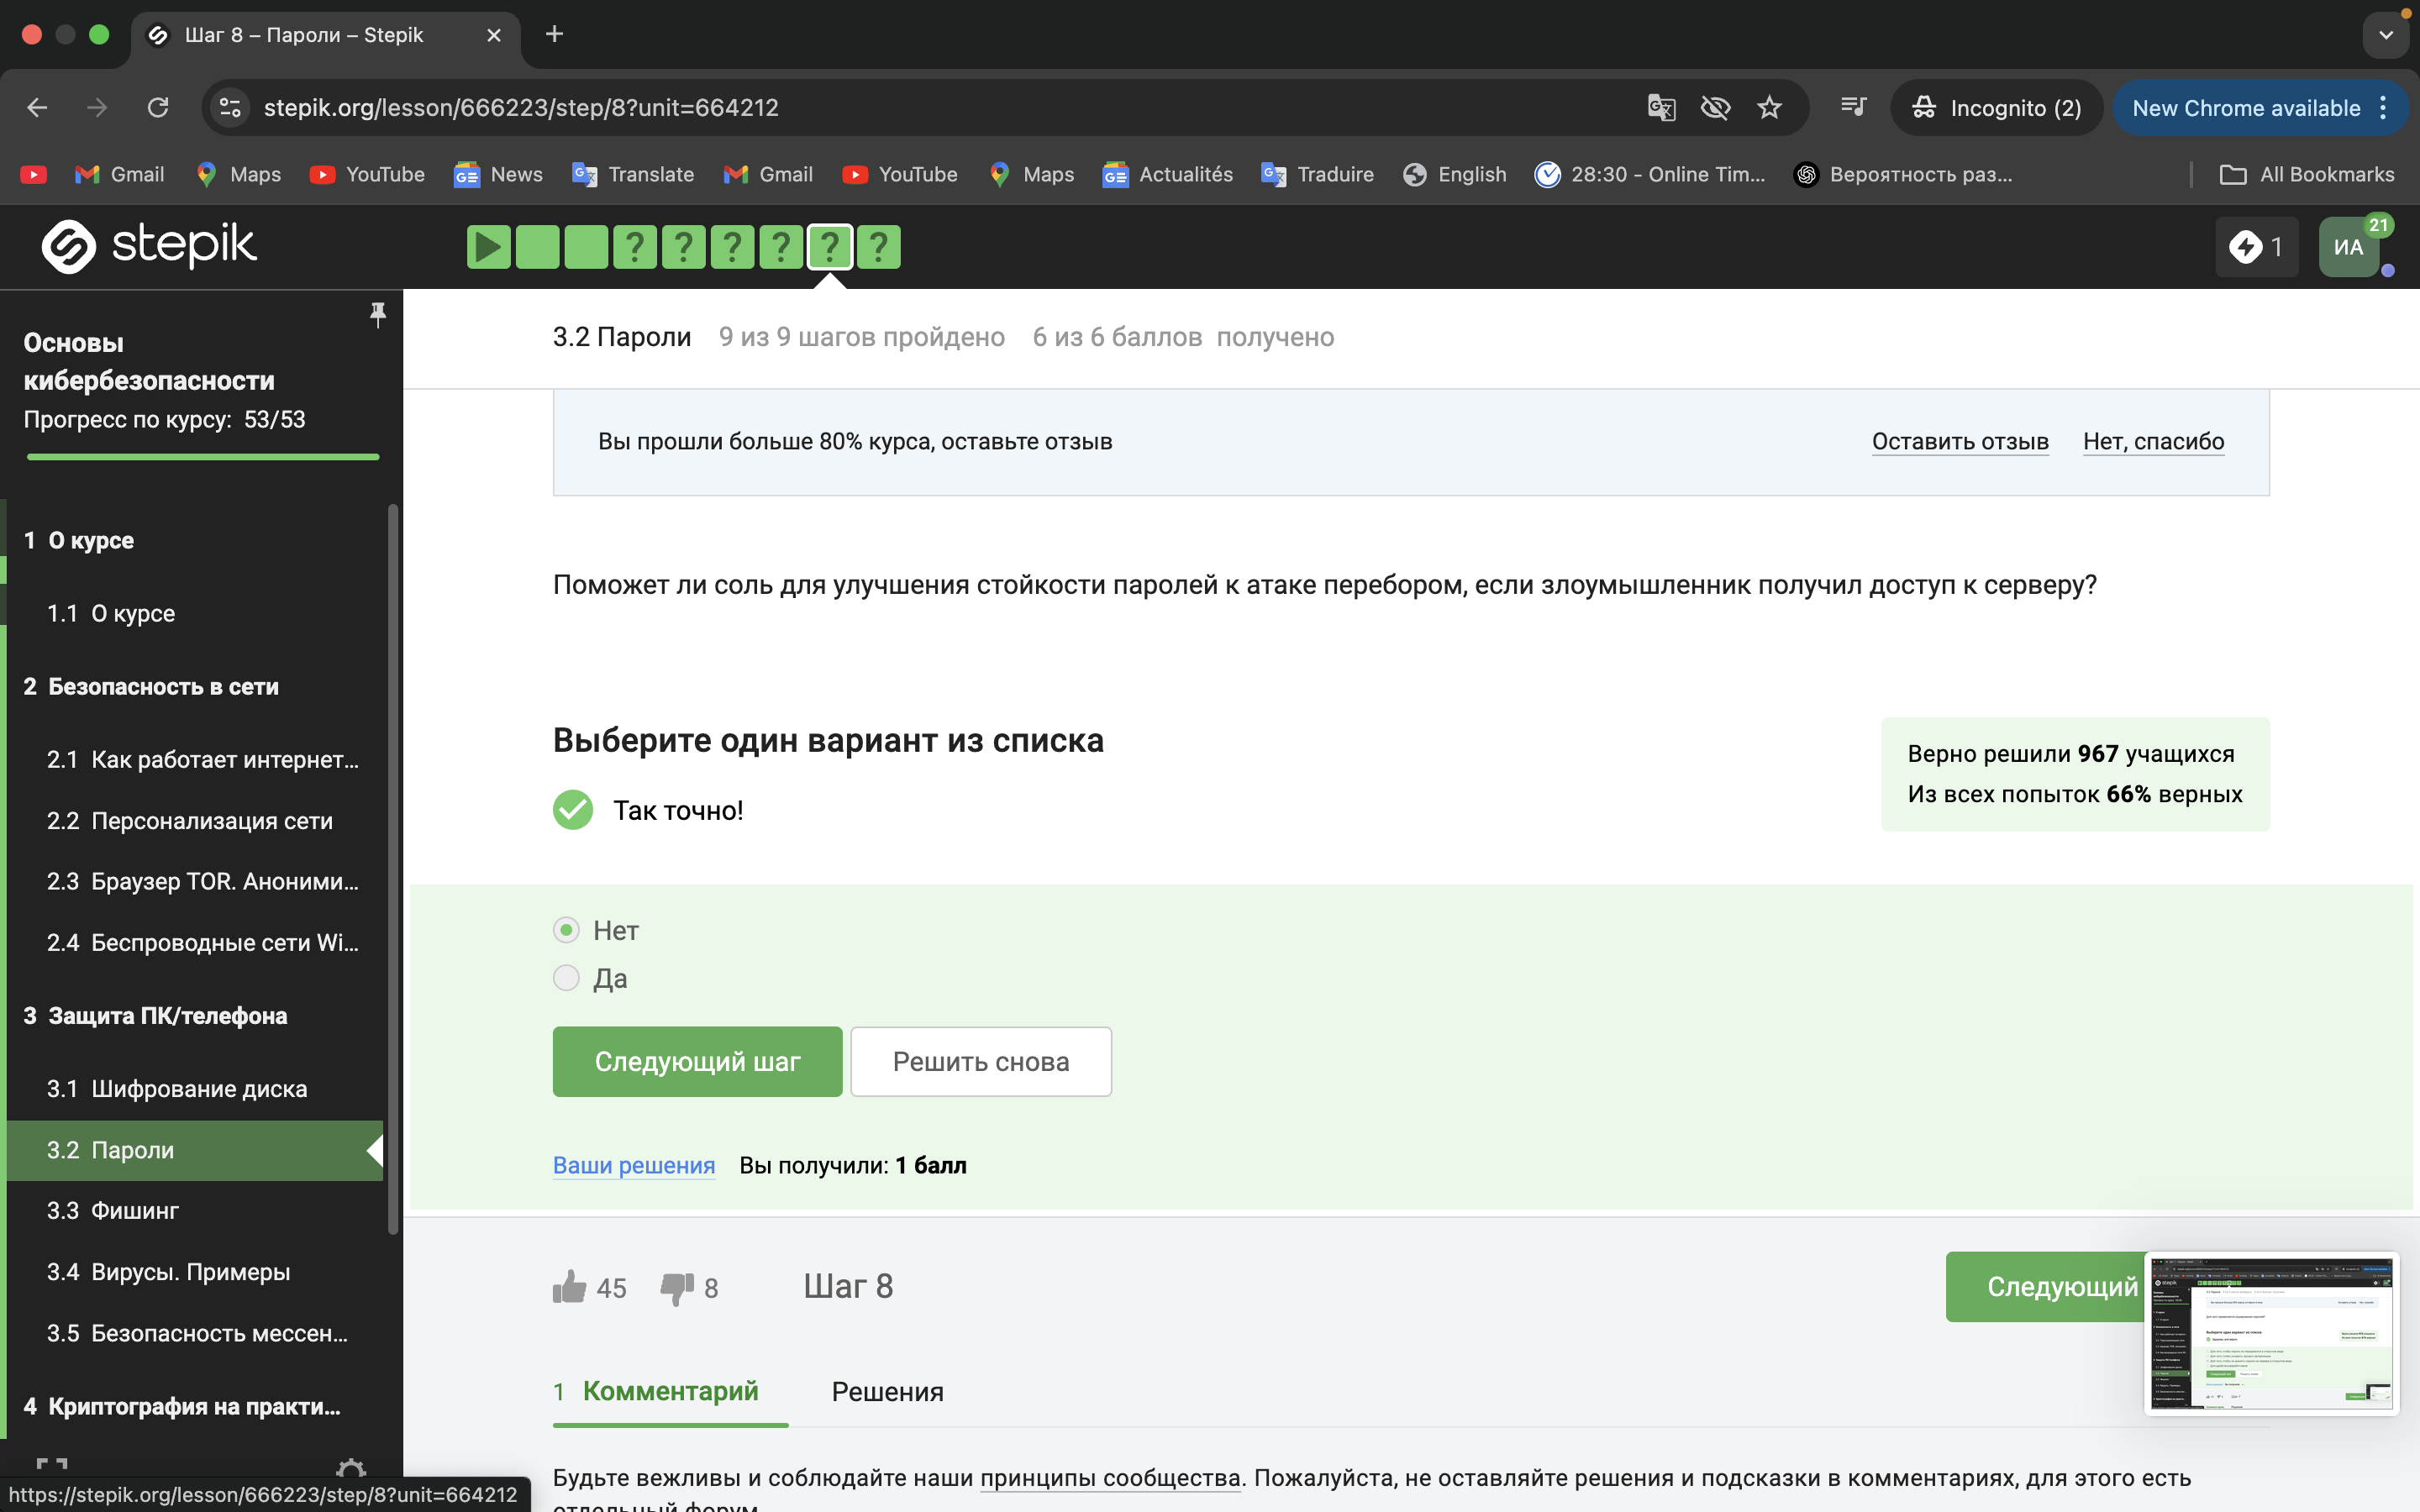 Шаг 8 – Пароли – Stepik
stepik.org/lesson/666223/step/8?unit=664212
Incognito (2)
New Chrome available
Gmail
Maps
YouTube
News
Translate
Gmail
YouTube
Maps
Actualités
Traduire
English
28:30 - Online Tim...
Вероятность раз...
All Bookmarks
stepik
? ? ? ? ? ?
1
ИА
21
Основы
кибербезопасности
Прогресс по курсу: 53/53
1 О курсе
1.1 О курсе
2 Безопасность в сети
2.1 Как работает интернет...
2.2 Персонализация сети
2.3 Браузер TOR. Аноними...
2.4 Беспроводные сети Wi...
3 Защита ПК/телефона
3.1 Шифрование диска
3.2 Пароли
3.3 Фишинг
3.4 Вирусы. Примеры
3.5 Безопасность мессен...
4 Криптография на практи...
3.2 Пароли 9 из 9 шагов пройдено 6 из 6 баллов получено
Вы прошли больше 80% курса, оставьте отзыв
Оставить отзыв
Нет, спасибо
Поможет ли соль для улучшения стойкости паролей к атаке перебором, если злоумышленник получил доступ к серверу?
Выберите один вариант из списка
Так точно!
Верно решили 967 учащихся
Из всех попыток 66% верных
Нет
Да
Следующий шаг
Решить снова
Ваши решения Вы получили: 1 балл
45
8
Шаг 8
Следующий
1 Комментарий
Решения
Будьте вежливы и соблюдайте наши принципы сообщества. Пожалуйста, не оставляйте решения и подсказки в комментариях, для этого есть
отдельный форум.
https://stepik.org/lesson/666223/step/8?unit=664212